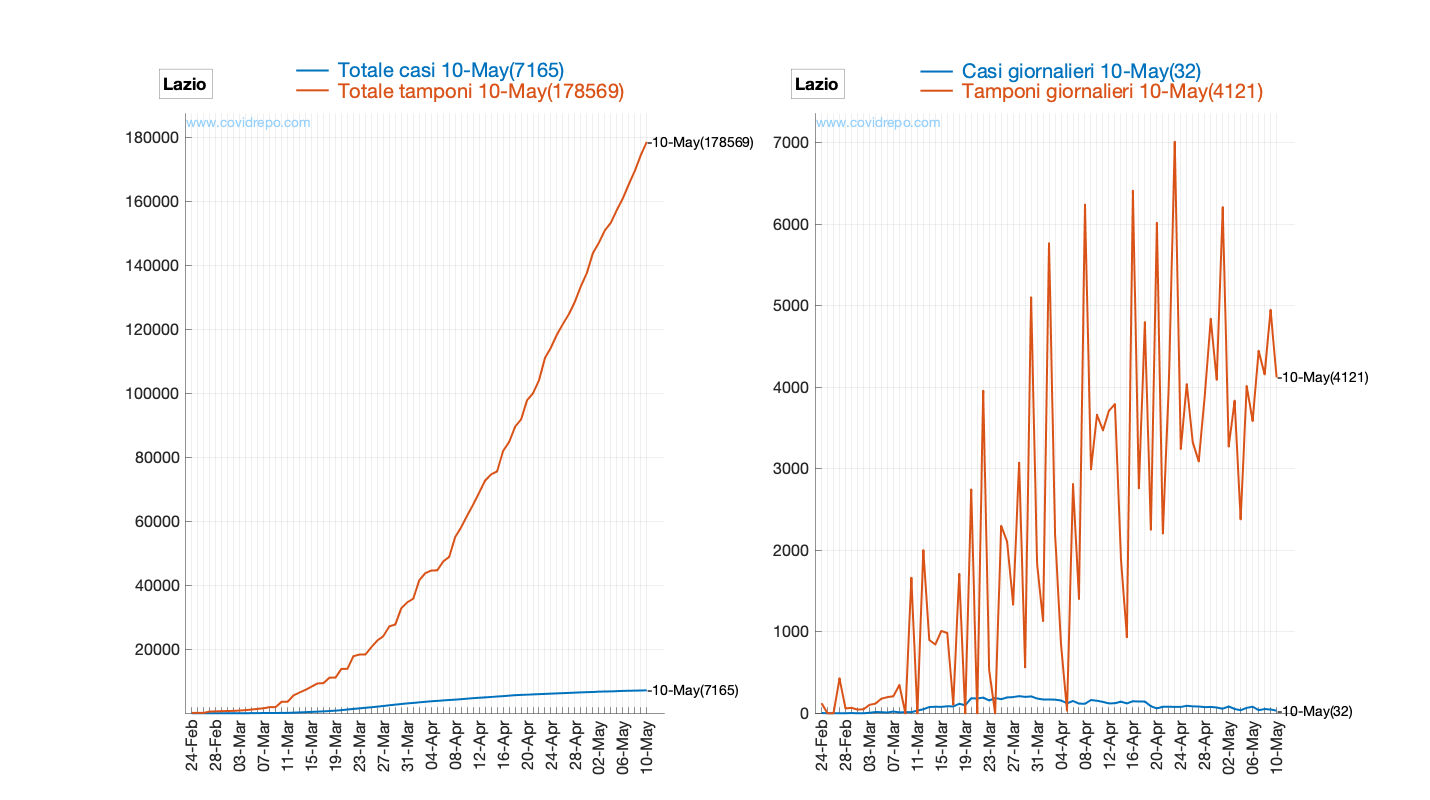 Lazio
Totale casi 10-May(7165)
Totale tamponi 10-May(178569)
www.covidrepo.com
180000
160000
140000
120000
100000
80000
60000
40000
20000
10-May(178569)
10-May(7165)
24-Feb
28-Feb
03-Mar
07-Mar
11-Mar
15-Mar
19-Mar
23-Mar
27-Mar
31-Mar
04-Apr
08-Apr
12-Apr
16-Apr
20-Apr
24-Apr
28-Apr
02-May
06-May
10-May
Lazio
Casi giornalieri 10-May(32)
Tamponi giornalieri 10-May(4121)
www.covidrepo.com
7000
6000
5000
4000
3000
2000
1000
0
10-May(4121)
10-May(32)
24-Feb
28-Feb
03-Mar
07-Mar
11-Mar
15-Mar
19-Mar
23-Mar
27-Mar
31-Mar
04-Apr
08-Apr
12-Apr
16-Apr
20-Apr
24-Apr
28-Apr
02-May
06-May
10-May